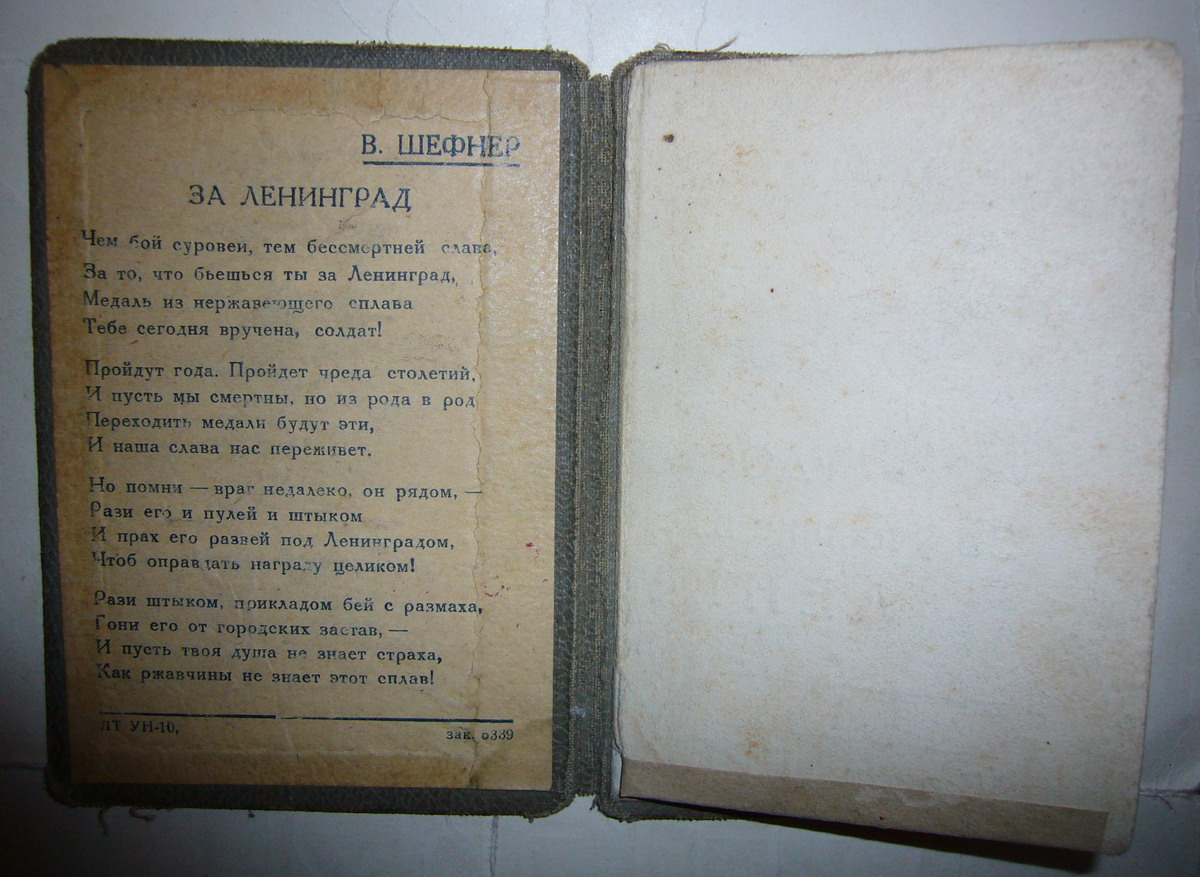 В. ШЕФНЕР
ЗА ЛЕНИНГРАД
Чем бой суровей, тем бессмертней слава,
За то, что бьешься ты за Ленинград,
Медаль из нержавеющего сплава
Тебе сегодня вручена, солдат!
Пройдут года. Пройдет чреда столетий,
И пусть мы смертны, но из рода в род
Переходить медали будут эти,
И наша слава нас переживет.
Но помни — враг недалеко, он рядом, —
Рази его и пулей и штыком
И прах его развей под Ленинградом,
Чтоб оправдать награду целиком!
Рази штыком, прикладом бей с размаха,
Гони его от городских застав, —
И пусть твоя душа не знает страха,
Как ржавчины не знает этот сплав!
ЛТ УН-10,
зак. о339